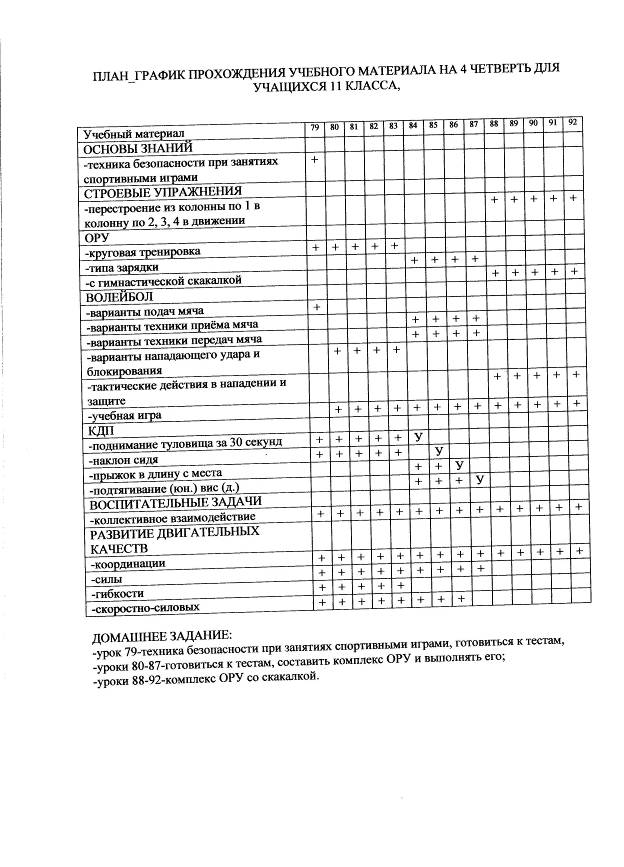 ПЛАН_ГРАФИК ПРОХОЖДЕНИЯ УЧЕБНОГО МАТЕРИАЛА НА 4 ЧЕТВЕРТЬ ДЛЯ
УЧАЩИХСЯ 11 КЛАССА,
Учебный материал 79 80 81 82 83 84 85 86 87 88 89 90 91 92
ОСНОВЫ ЗНАНИЙ
-техника безопасности при занятиях +
спортивными играми
СТРОЕВЫЕ УПРАЖНЕНИЯ
-перестроение из колонны по 1 в + + + + +
колонну по 2, 3, 4 в движении
ОРУ
-круговая тренировка + + + + +
-типа зарядки + + + +
-с гимнастической скакалкой + + + + +
ВОЛЕЙБОЛ
-варианты подач мяча +
-варианты техники приёма мяча + + + +
-варианты техники передач мяча + + + +
-варианты нападающего удара и + + + +
блокирования
-тактические действия в нападении и + + + + +
защите
-учебная игра + + + + + + + + + + + + +
КДП
-поднимание туловища за 30 секунд + + + + + У
-наклон сидя + + + + + У
-прыжок в длину с места + + У
-подтягивание (юн.) вис (д.) + + + У
ВОСПИТАТЕЛЬНЫЕ ЗАДАЧИ
-коллективное взаимодействие + + + + + + + + + + + + + +
РАЗВИТИЕ ДВИГАТЕЛЬНЫХ
КАЧЕСТВ
-координации + + + + + + + + + + + + + +
-силы + + + + + + + + +
-гибкости + + + + +
-скоростно-силовых + + + + + + + +
ДОМАШНЕЕ ЗАДАНИЕ:
-урок 79-техника безопасности при занятиях спортивными играми, готовиться к тестам,
-уроки 80-87-готовиться к тестам, составить комплекс ОРУ и выполнять его;
-уроки 88-92-комплекс ОРУ со скакалкой.